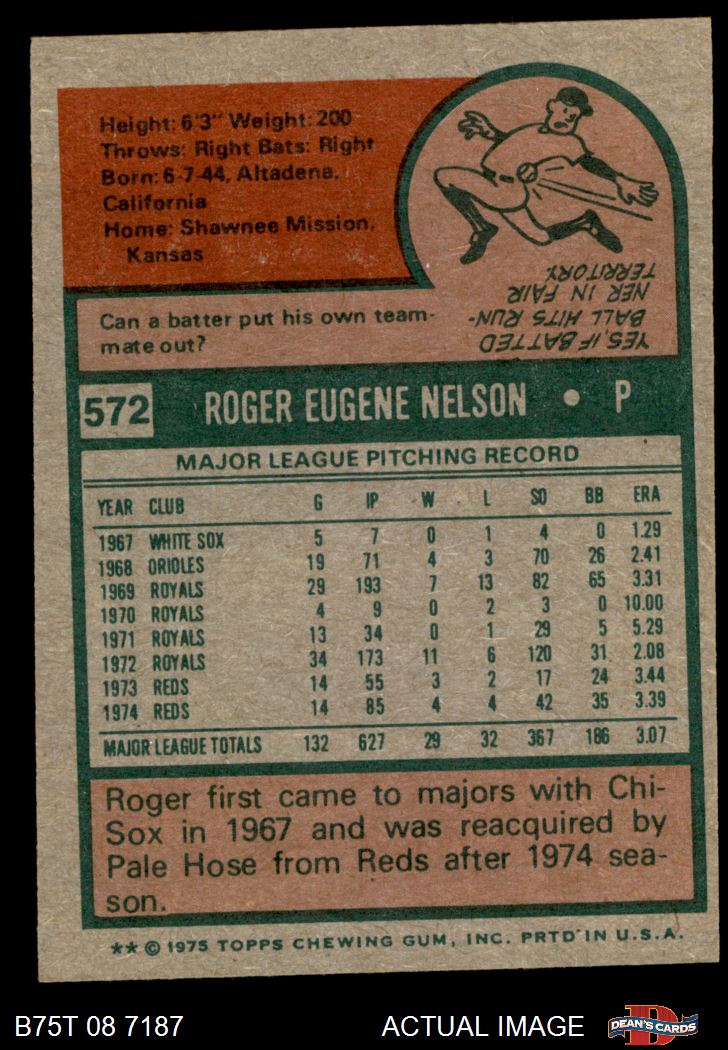 Height: 6'3" Weight: 200
Throws: Right Bats: Right
Born: 6-7-44, Altadena,
California
Home: Shawnee Mission,
Kansas
Can a batter put his own team-
mate out?
YES, IF BATTED
BALL HITS RUN-
NER IN FAIR
TERRITORY.
572 ROGER EUGENE NELSON • P
MAJOR LEAGUE PITCHING RECORD
YEAR CLUB G IP W L SO BB ERA
1967 WHITE SOX 5 7 0 1 4 0 1.29
1968 ORIOLES 19 71 4 3 70 26 2.41
1969 ROYALS 29 193 7 13 82 65 3.31
1970 ROYALS 4 9 0 2 3 0 10.00
1971 ROYALS 13 34 0 1 29 5 5.29
1972 ROYALS 34 173 11 6 120 31 2.08
1973 REDS 14 55 3 2 17 24 3.44
1974 REDS 14 85 4 4 42 35 3.39
MAJOR LEAGUE TOTALS 132 627 29 32 367 186 3.07
Roger first came to majors with Chi-
Sox in 1967 and was reacquired by
Pale Hose from Reds after 1974 sea-
son.
** © 1975 TOPPS CHEWING GUM, INC. PRTD IN U.S.A.
B75T 08 7187 ACTUAL IMAGE D DEAN'S CARDS